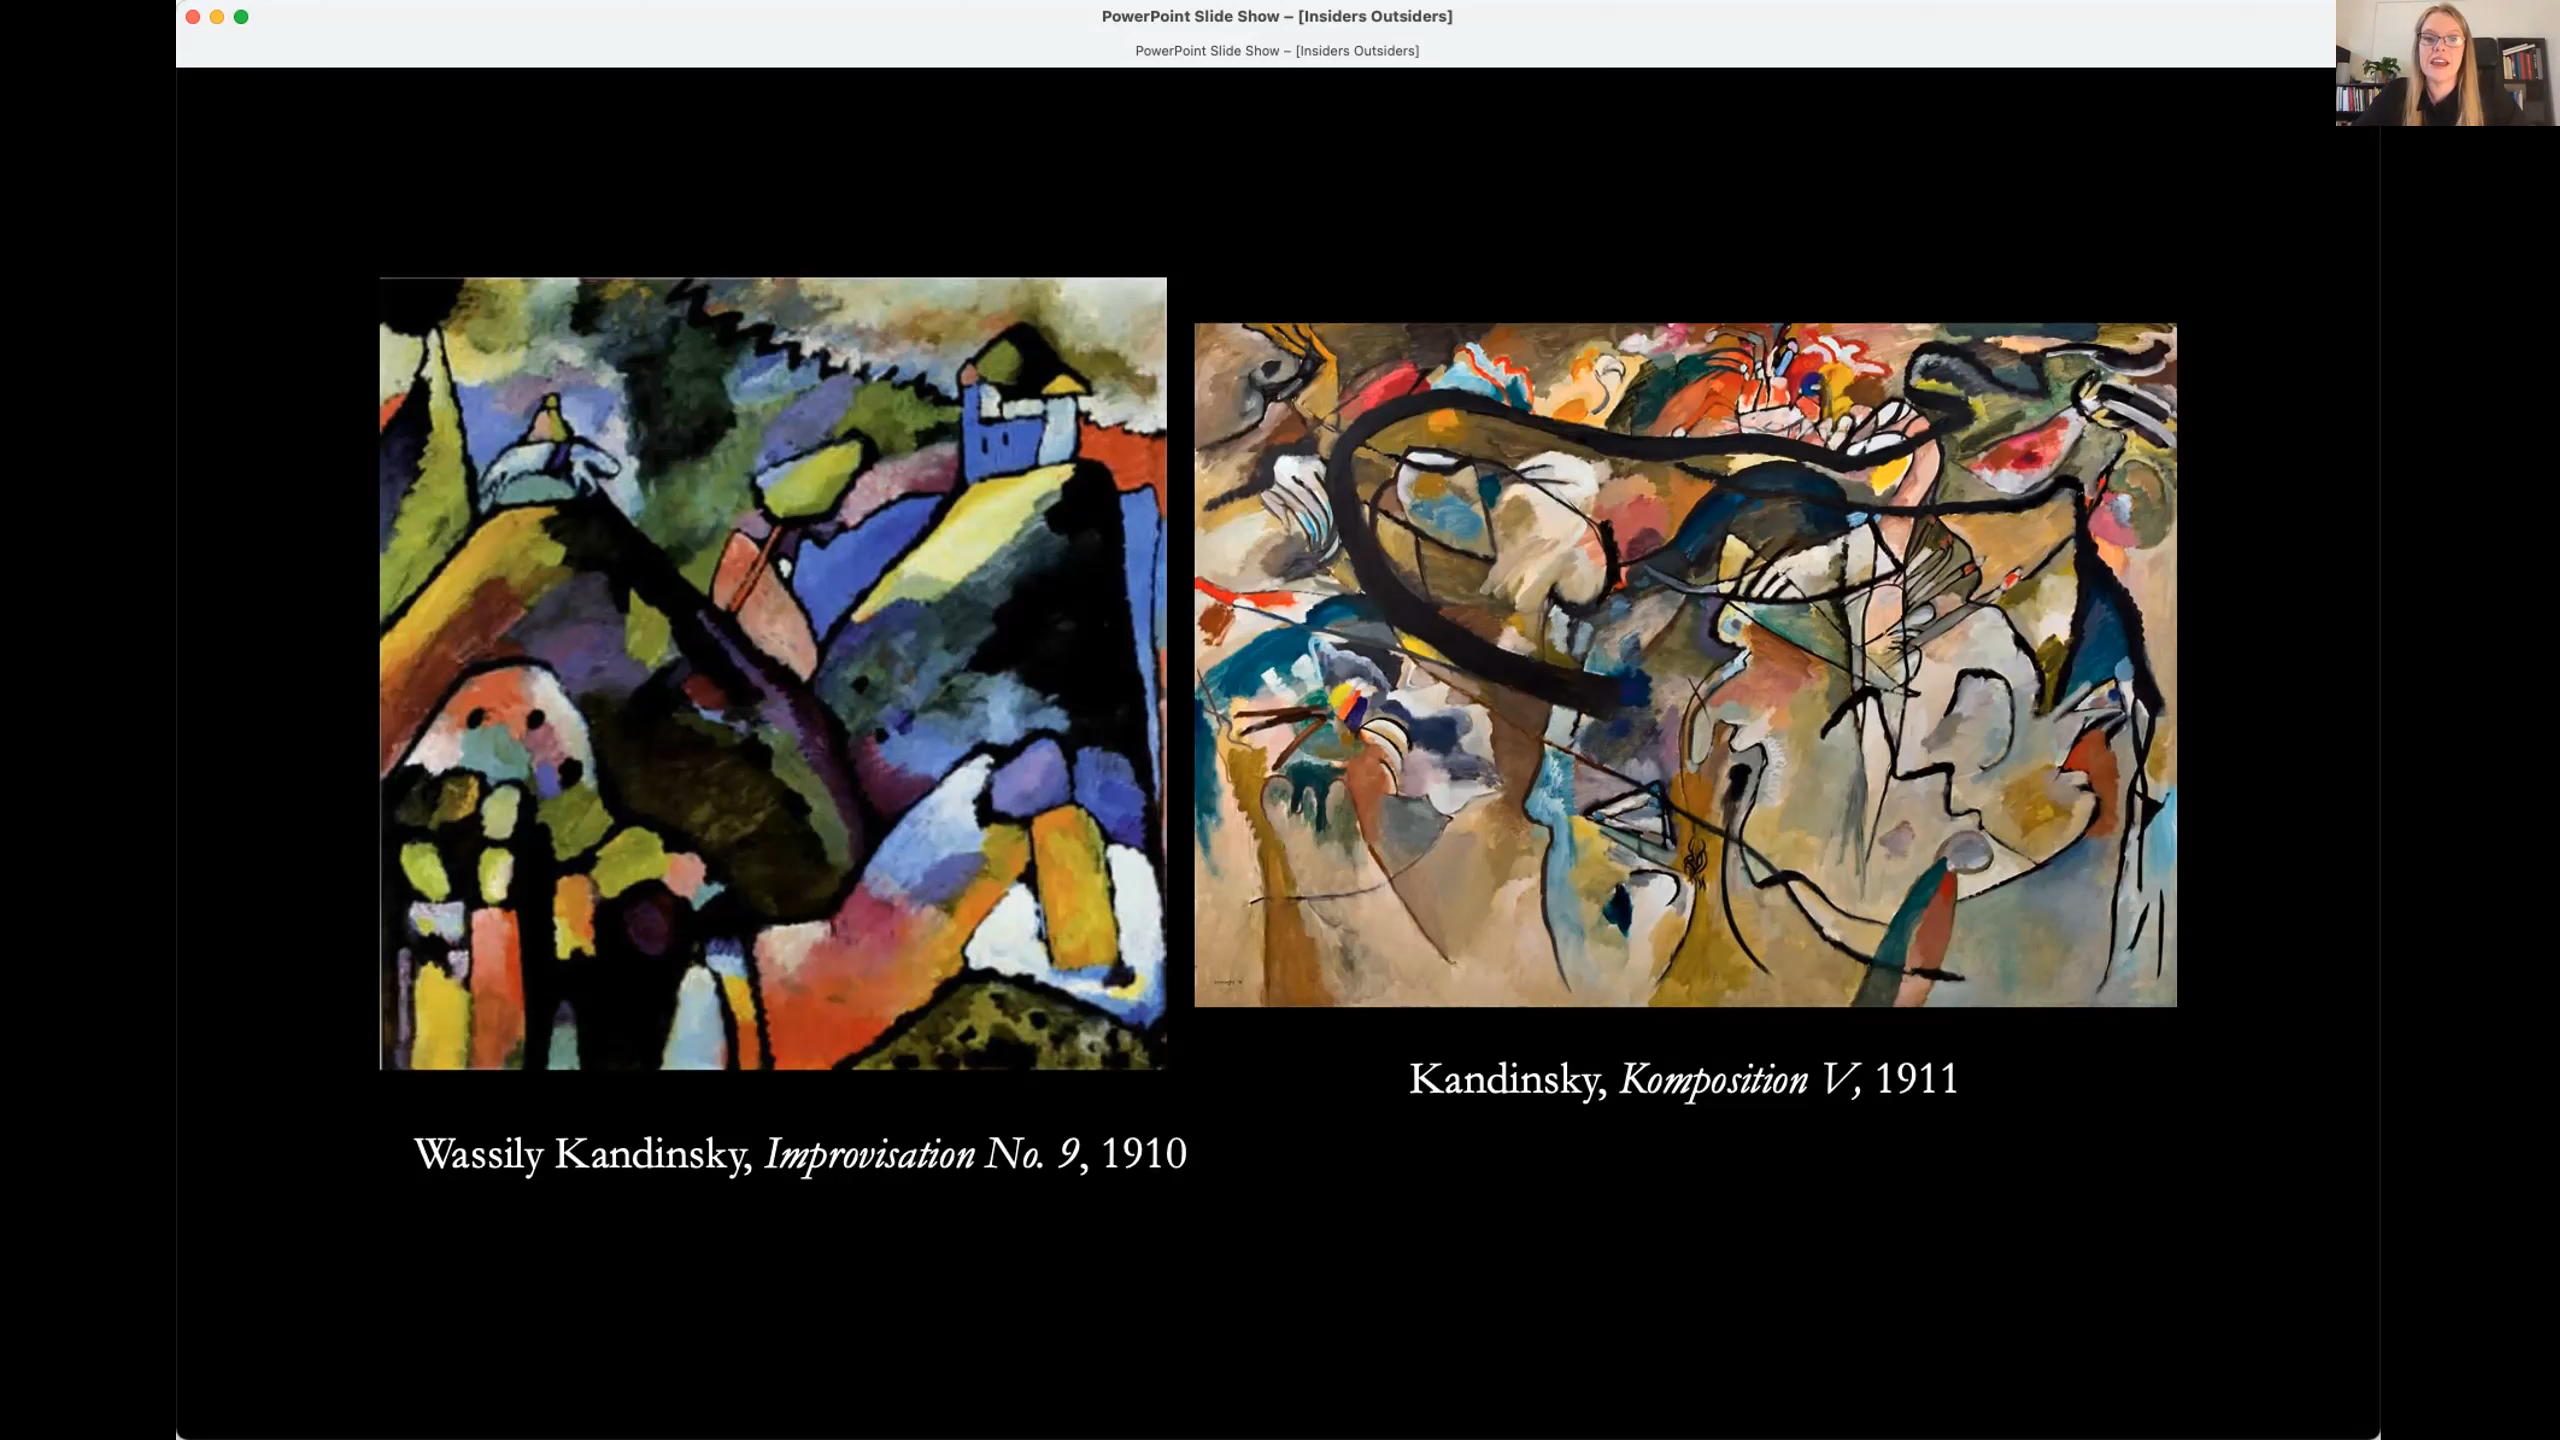 PowerPoint Slide Show – [Insiders Outsiders]
PowerPoint Slide Show – [Insiders Outsiders]
Kandinsky, Komposition V, 1911
Wassily Kandinsky, Improvisation No. 9, 1910